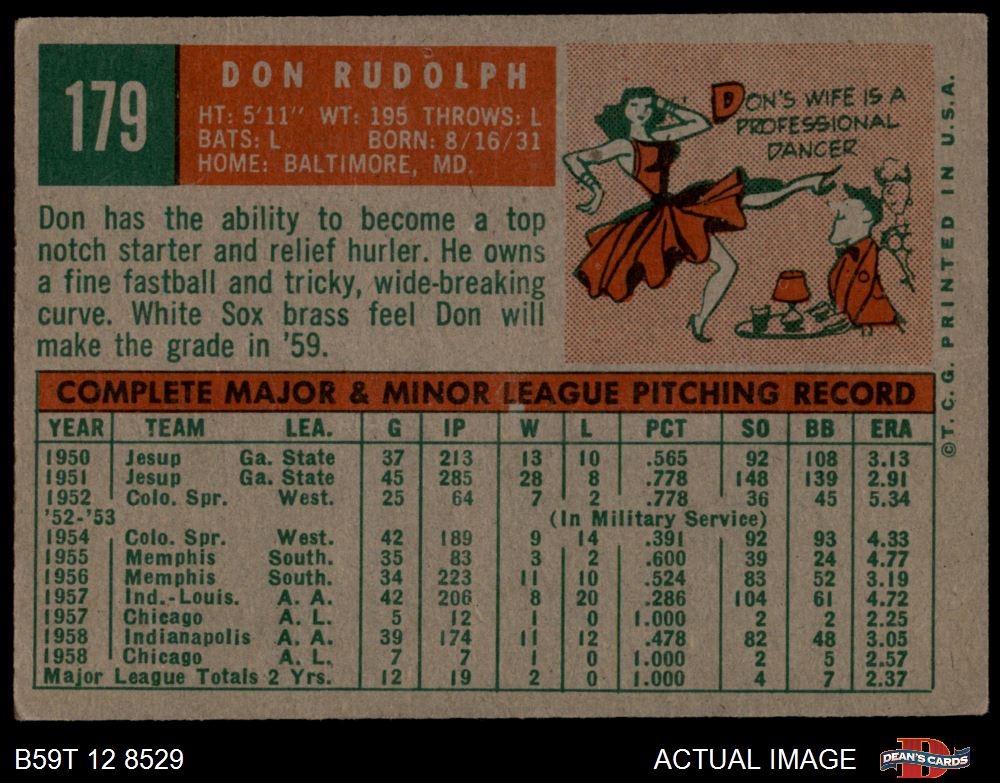 179
DON RUDOLPH
HT: 5'11" WT: 195 THROWS: L
BATS: L BORN: 8/16/31
HOME: BALTIMORE, MD.
DON'S WIFE IS A
PROFESSIONAL
DANCER
Don has the ability to become a top
notch starter and relief hurler. He owns
a fine fastball and tricky, wide-breaking
curve. White Sox brass feel Don will
make the grade in '59.
©T. C. G. PRINTED IN U.S.A.
COMPLETE MAJOR & MINOR LEAGUE PITCHING RECORD
YEAR TEAM LEA. G IP W L PCT SO BB ERA
1950 Jesup Ga. State 37 213 13 10 .565 92 108 3.13
1951 Jesup Ga. State 45 285 28 8 .778 148 139 2.91
1952 Colo. Spr. West. 25 64 7 2 .778 36 45 5.34
'52-'53 (In Military Service)
1954 Colo. Spr. West. 42 189 9 14 .391 92 93 4.33
1955 Memphis South. 35 83 3 2 .600 39 24 4.77
1956 Memphis South. 34 223 11 10 .524 83 52 3.19
1957 Ind.-Louis. A. A. 42 206 8 20 .286 104 61 4.72
1957 Chicago A. L. 5 12 1 0 1.000 2 2 2.25
1958 Indianapolis A. A. 39 174 11 12 .478 82 48 3.05
1958 Chicago A. L. 7 7 1 0 1.000 2 5 2.57
Major League Totals 2 Yrs. 12 19 2 0 1.000 4 7 2.37
B59T 12 8529
ACTUAL IMAGE
DEAN'S CARDS